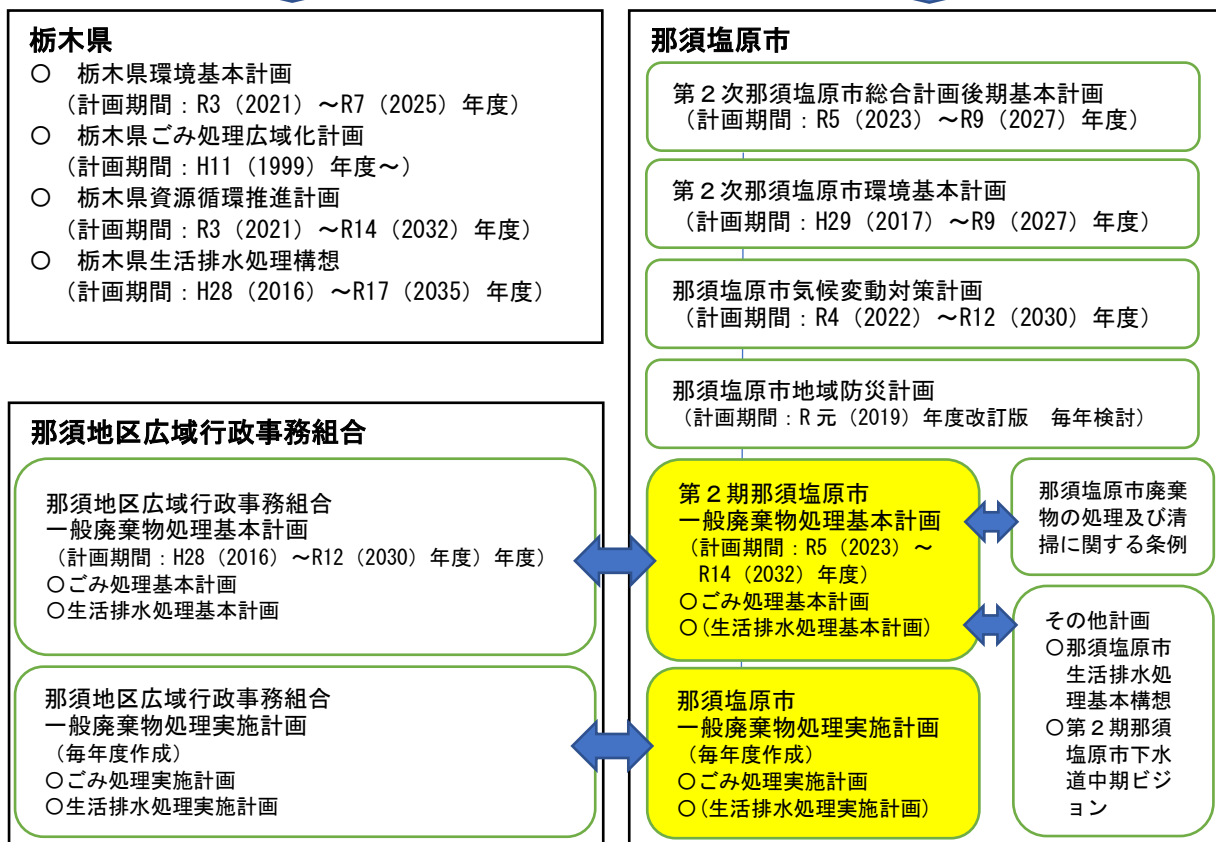 栃木県
〇 栃木県環境基本計画
（計画期間：R3（2021）～R7（2025）年度）
〇 栃木県ごみ処理広域化計画
（計画期間：H11（1999）年度～）
〇 栃木県資源循環推進計画
（計画期間：R3（2021）～R14（2032）年度）
〇 栃木県生活排水処理構想
（計画期間：H28（2016）～R17（2035）年度）
那須地区広域行政事務組合
那須地区広域行政事務組合
一般廃棄物処理基本計画
（計画期間：H28（2016）～R12（2030）年度）年度）
〇ごみ処理基本計画
〇生活排水処理基本計画
那須地区広域行政事務組合
一般廃棄物処理実施計画
（毎年度作成）
〇ごみ処理実施計画
〇生活排水処理実施計画
那須塩原市
第２次那須塩原市総合計画後期基本計画
（計画期間：R5（2023）～R9（2027）年度）
第２次那須塩原市環境基本計画
（計画期間：H29（2017）～R9（2027）年度）
那須塩原市気候変動対策計画
（計画期間：R4（2022）～R12（2030）年度）
那須塩原市地域防災計画
（計画期間：R元（2019）年度改訂版 毎年検討）
第２期那須塩原市
一般廃棄物処理基本計画
（計画期間：R5（2023）～
R14（2032）年度）
〇ごみ処理基本計画
〇(生活排水処理基本計画)
那須塩原市
一般廃棄物処理実施計画
（毎年度作成）
〇ごみ処理実施計画
〇(生活排水処理実施計画)
那須塩原市廃棄
物の処理及び清
掃に関する条例
その他計画
〇那須塩原市
生活排水処
理基本構想
〇第２期那須
塩原市下水
道中期ビジ
ョン